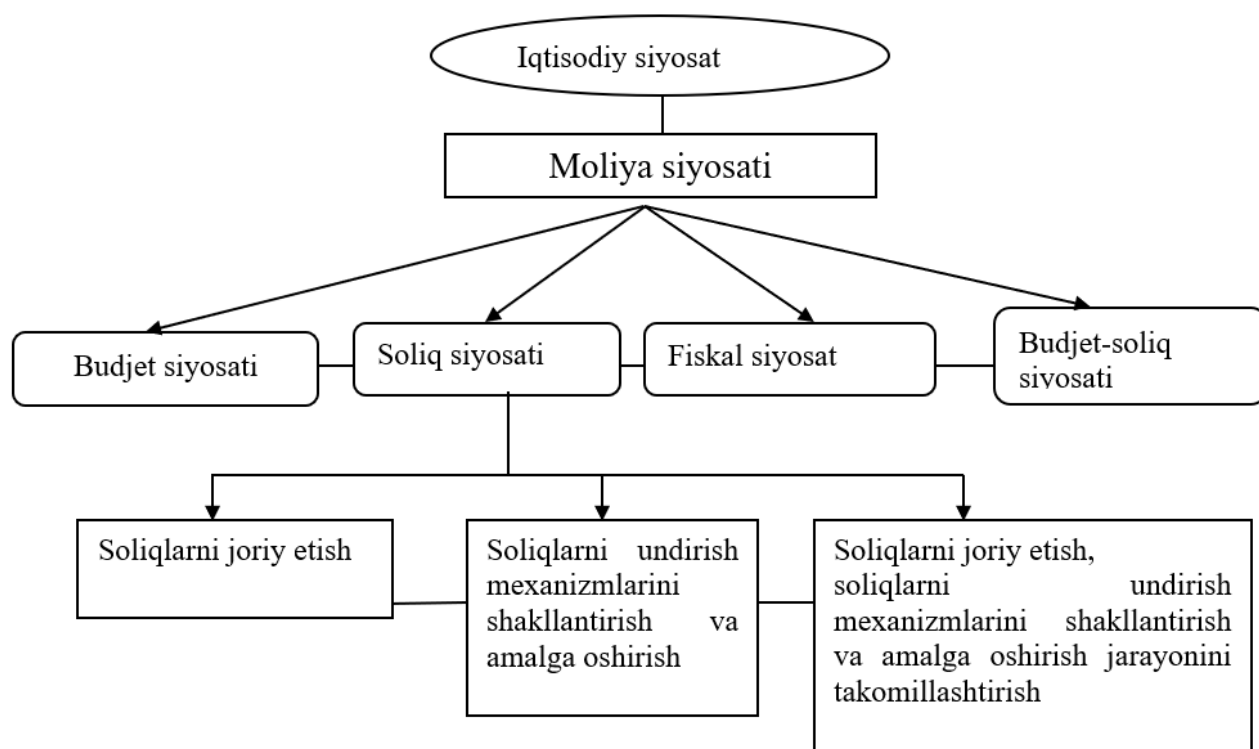 Iqtisodiy siyosat
Moliya siyosati
Budjet siyosati
Soliq siyosati
Fiskal siyosat
Budjet-soliq
sivosati
Soliqlarni joriy etish
Soliqlarni undirish
mexanizmlarini
shakllantirish va
amalga oshirish
Soliqlarni joriy etish,
soliqlarni undirish
mexanizmlarini shakllantirish
va amalga oshirish jarayonini
takomillashtirish